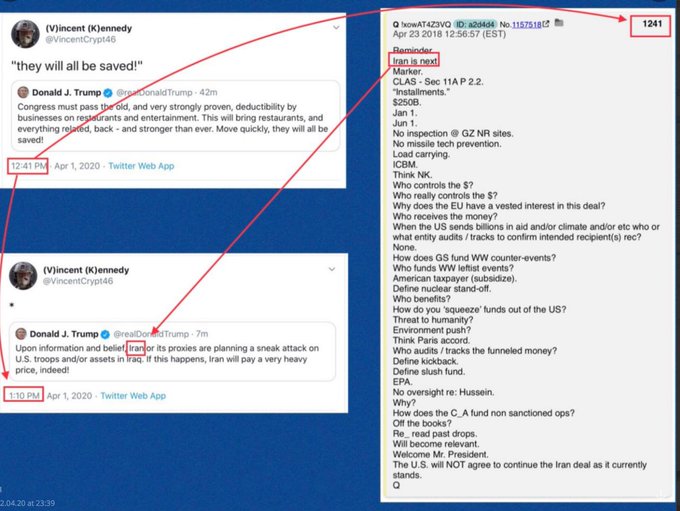 (V)incent (K)ennedy
@VincentCrypt46
"they will all be saved!"
Donald J. Trump @realDonaldTrump · 42m
Congress must pass the old, and very strongly proven, deductibility by
businesses on restaurants and entertainment. This will bring restaurants, and
everything related, back - and stronger than ever. Move quickly, they will all be
saved!
12:41 PM · Apr 1, 2020 · Twitter Web App
(V)incent (K)ennedy
@VincentCrypt46
*
Donald J. Trump @realDonaldTrump · 7m
Upon information and belief, Iran or its proxies are planning a sneak attack on
U.S. troops and/or assets in Iraq. If this happens, Iran will pay a very heavy
price, indeed!
1:10 PM · Apr 1, 2020 · Twitter Web App
2.04.20 at 23:39
Q !xowAT4Z3VQ ID: a2d4d4 No.1157518
1241
Apr 23 2018 12:56:57 (EST)
Reminder.
Iran is next
Marker.
CLAS - Sec 11A P 2.2.
"Installments."
$250B.
Jan 1.
Jun 1.
No inspection @ GZ NR sites.
No missile tech prevention.
Load carrying.
ICBM.
Think NK.
Who controls the $?
Who really controls the $?
Why does the EU have a vested interest in this deal?
Who receives the money?
When the US sends billions in aid and/or climate and/or etc who or
what entity audits / tracks to confirm intended recipient(s) rec?
None.
How does GS fund WW counter-events?
Who funds WW leftist events?
American taxpayer (subsidize).
Define nuclear stand-off.
Who benefits?
How do you 'squeeze' funds out of the US?
Threat to humanity?
Environment push?
Think Paris accord.
Who audits / tracks the funneled money?
Define kickback.
Define slush fund.
EPA.
No oversight re: Hussein.
Why?
How does the C_A fund non sanctioned ops?
Off the books?
Re_ read past drops.
Will become relevant.
Welcome Mr. President.
The U.S. will NOT agree to continue the Iran deal as it currently
stands.
Q